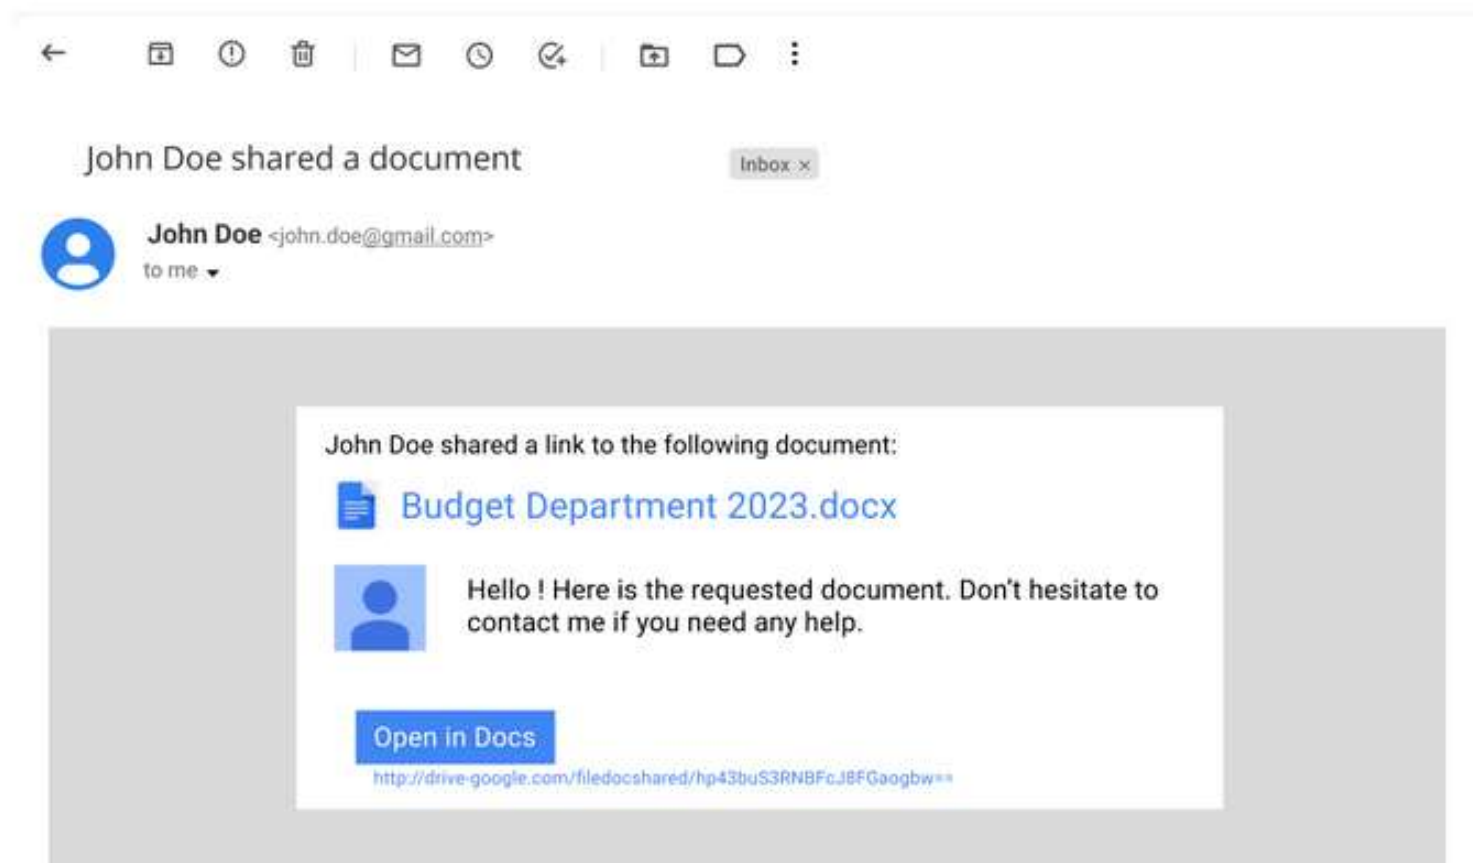 John Doe shared a document
Inbox ×
John Doe <john.doe@gmail.com>
to me
John Doe shared a link to the following document:
Budget Department 2023.docx
Hello ! Here is the requested document. Don't hesitate to
contact me if you need any help.
Open in Docs
http://drive-google.com/filedocshared/hp43buS3RNBFcJ8FGaogbw==